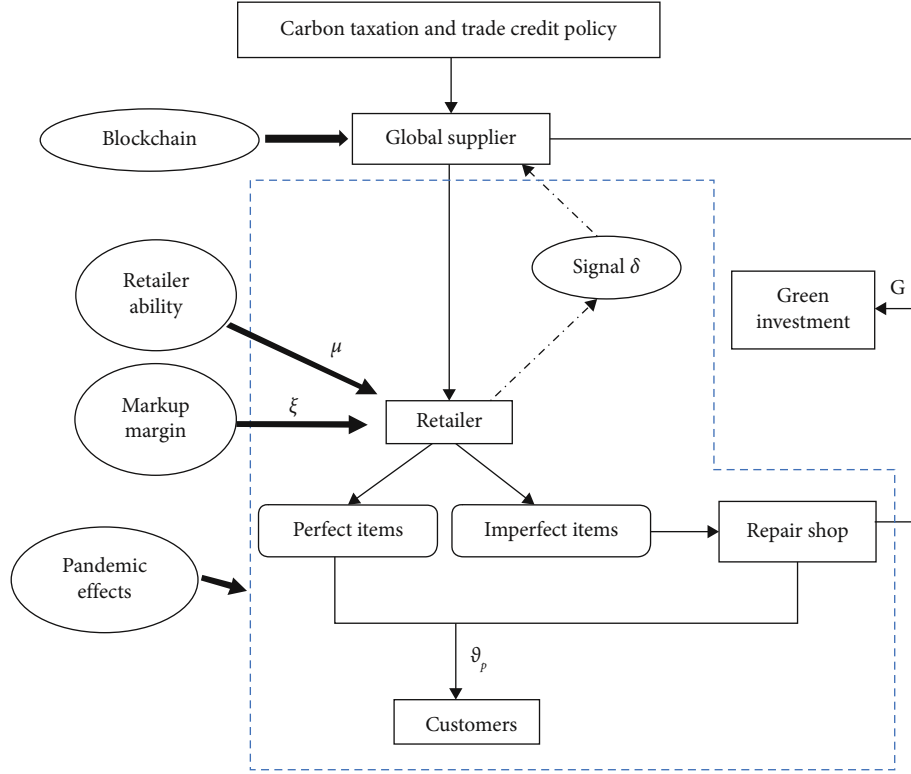 Carbon taxation and trade credit policy
Blockchain
Global supplier
Signal δ
Retailer
ability
Green
investment
G
μ
Markup
margin
ξ
Retailer
Perfect items
Imperfect items
Repair shop
Pandemic
effects
ϑp
Customers